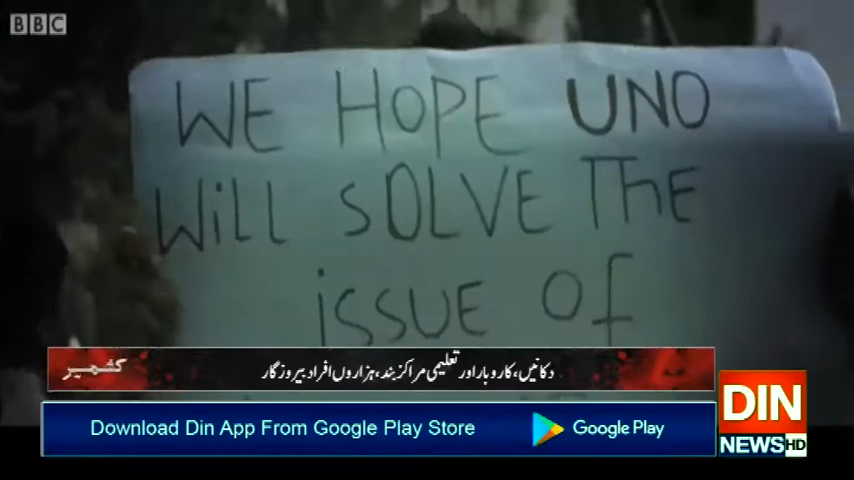 BBC
WE HOPE UNO
WILL SOLVE THE
ISSUE OF
کشمیر
دکانیں، کاروبار اور تعلیمی مراکز بند، ہزاروں افراد بیروزگار
Download Din App From Google Play Store
Google Play
DIN
NEWS HD